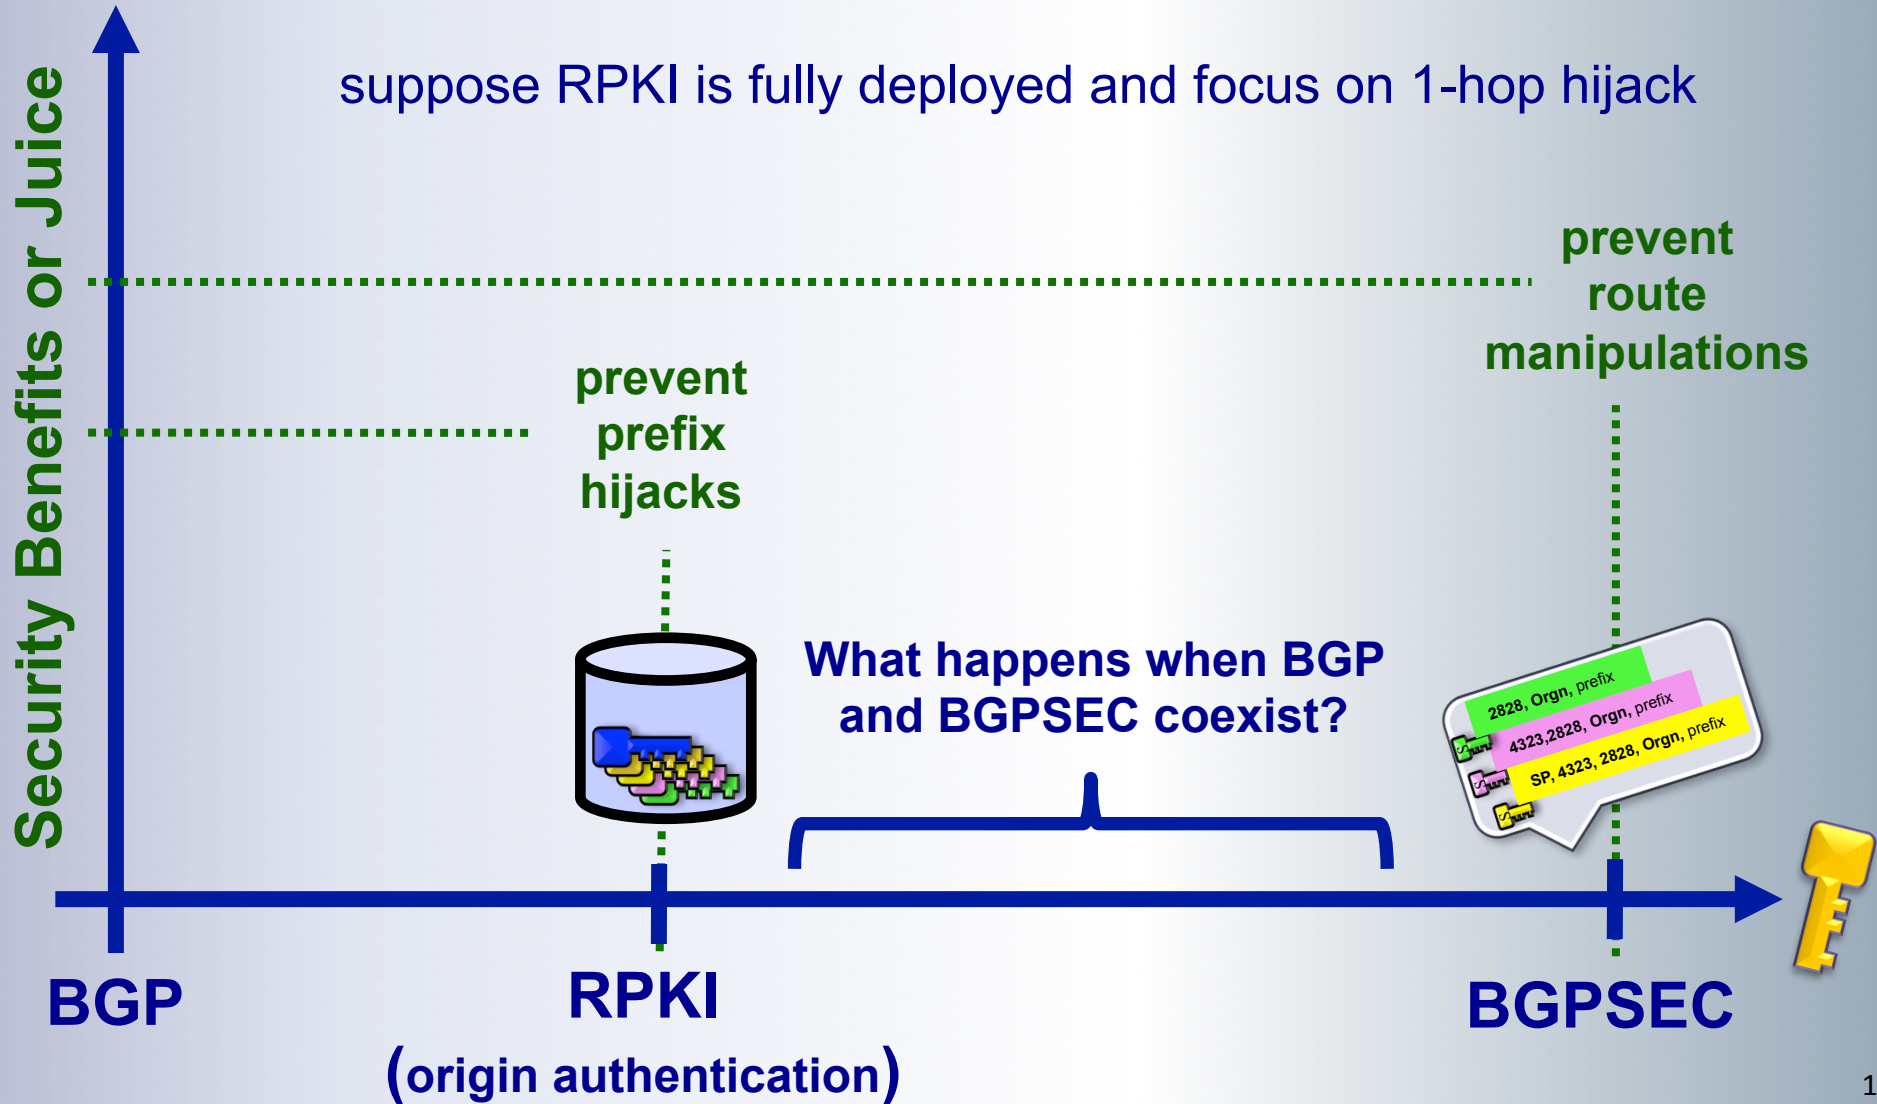 suppose RPKI is fully deployed and focus on 1-hop hijack
Security Benefits or Juice
prevent
route
manipulations
prevent
prefix
hijacks
What happens when BGP
and BGPSEC coexist?
2828, Orgn, prefix
4323,2828, Orgn, prefix
SP, 4323, 2828, Orgn, prefix
S
S
S
BGP
RPKI
(origin authentication)
BGPSEC
1